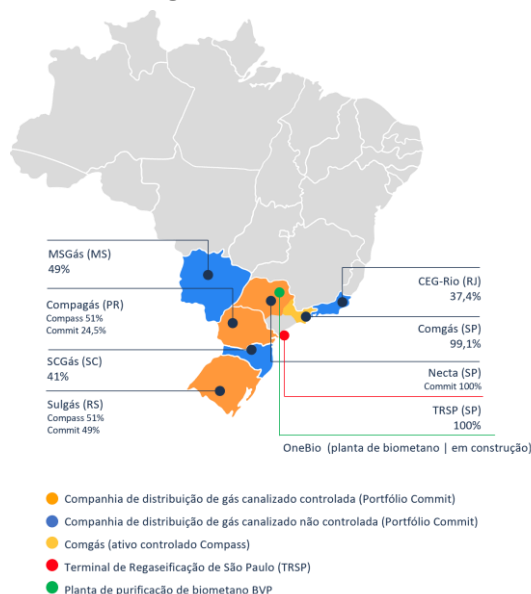 MSGás (MS)
49%
Compagás (PR)
Compass 51%
Commit 24,5%
SCGás (SC)
41%
Sulgás (RS)
Compass 51%
Commit 49%
CEG-Rio (RJ)
37,4%
Comgás (SP)
99,1%
Necta (SP)
Commit 100%
TRSP (SP)
100%
OneBio (planta de biometano | em construção)
Companhia de distribuição de gás canalizado controlada (Portfólio Commit)
Companhia de distribuição de gás canalizado não controlada (Portfólio Commit)
Comgás (ativo controlado Compass)
Terminal de Regaseificação de São Paulo (TRSP)
Planta de purificação de biometano BVP